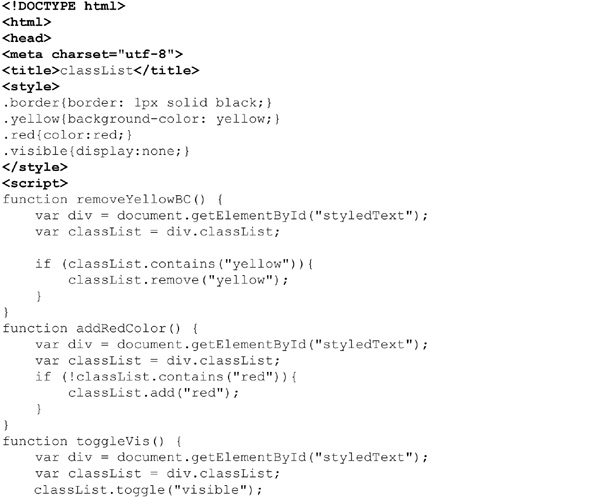 <!DOCTYPE html>
<html>
<head>
<meta charset="utf-8">
<title>classList</title>
<style>
.border{border: 1px solid black;}
.yellow{background-color: yellow;}
.red{color:red;}
.visible{display:none;}
</style>
<script>
function removeYellowBC() {
    var div = document.getElementById("styledText");
    var classList = div.classList;

    if (classList.contains("yellow")){
        classList.remove("yellow");
    }
}
function addRedColor() {
    var div = document.getElementById("styledText");
    var classList = div.classList;
    if (!classList.contains("red")){
        classList.add("red");
    }
}
function toggleVis() {
    var div = document.getElementById("styledText");
    var classList = div.classList;
    classList.toggle("visible");